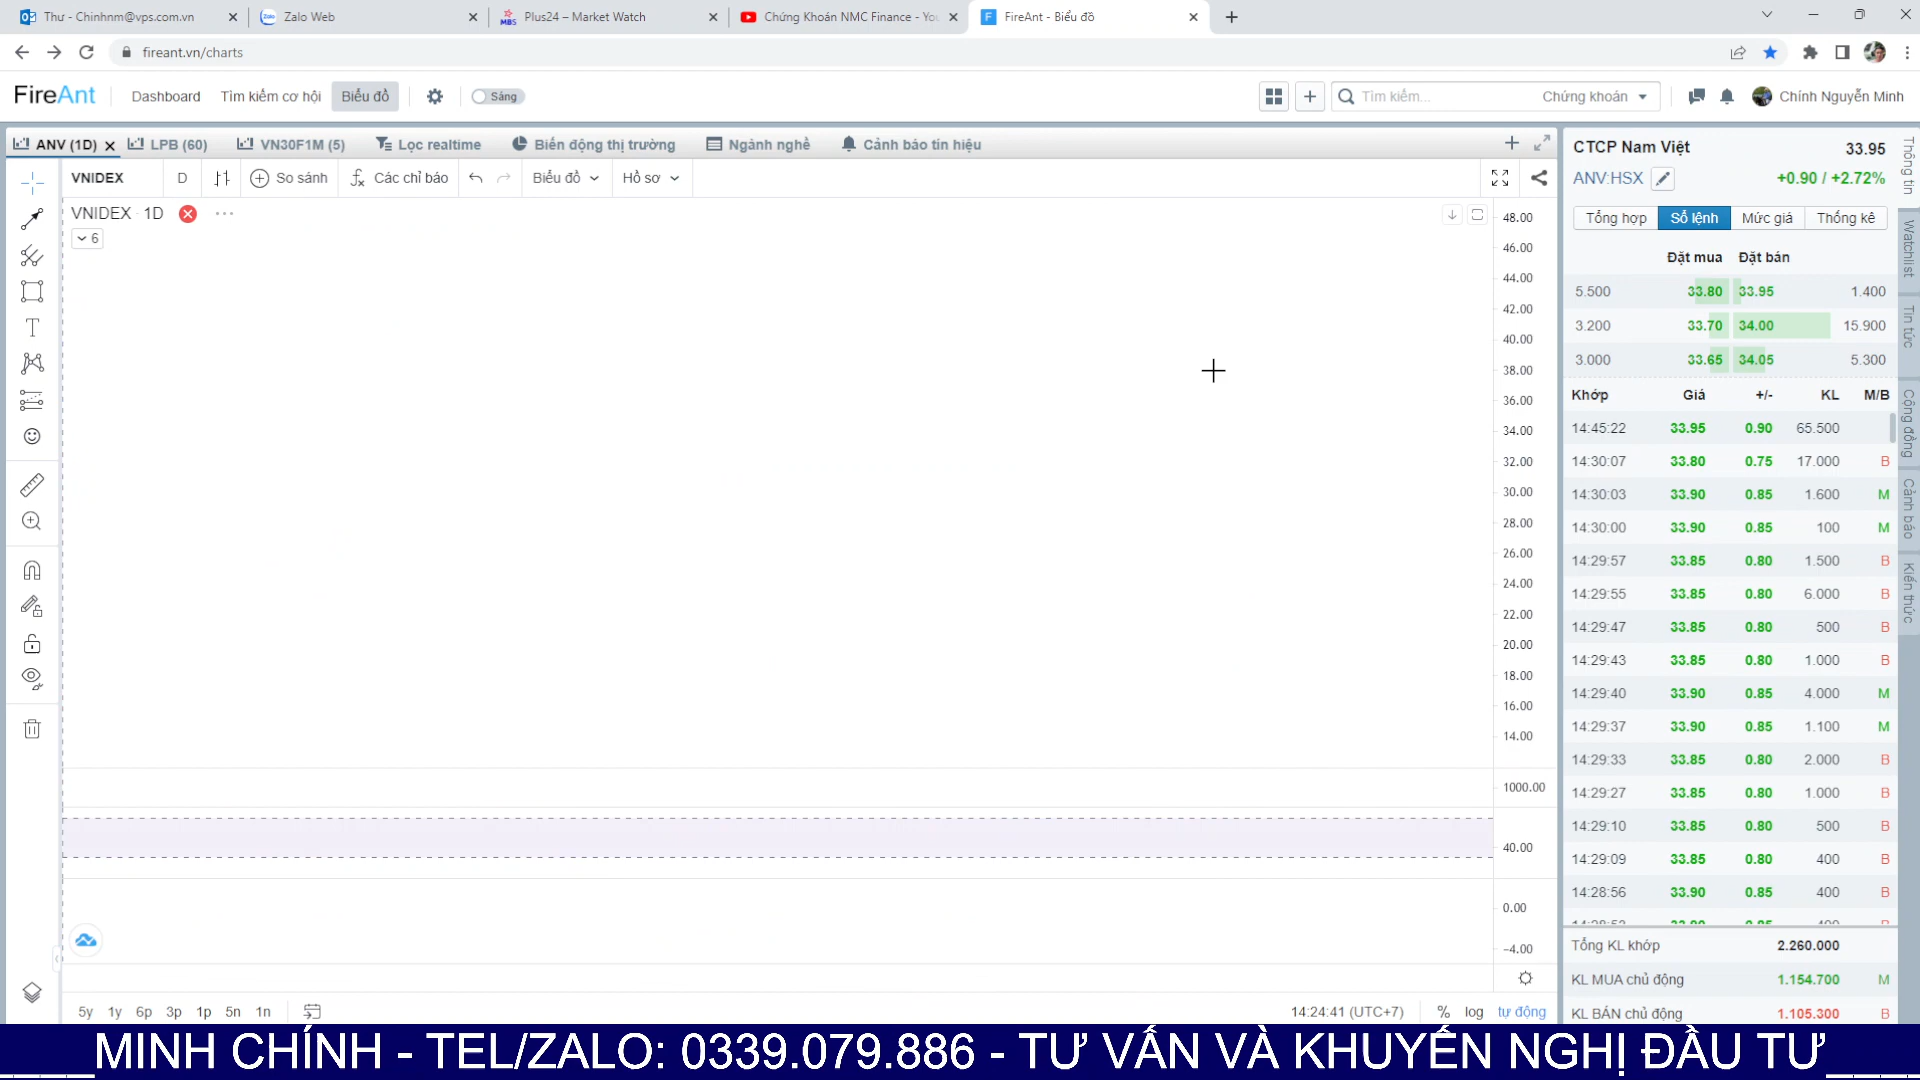 Thư - Chinhnm@vps.com.vn
Zalo Web
Plus24 – Market Watch
Chứng Khoán NMC Finance - You
FireAnt - Biểu đồ
fireant.vn/charts
FireAnt
Dashboard
Tìm kiếm cơ hội
Biểu đồ
Sáng
Tìm kiếm...
Chứng khoán
Chính Nguyễn Minh
ANV (1D)
LPB (60)
VN30F1M (5)
Lọc realtime
Biến động thị trường
Ngành nghề
Cảnh báo tín hiệu
VNIDEX
D
So sánh
Các chỉ báo
Biểu đồ
Hồ sơ
VNIDEX · 1D
6
48.00
46.00
44.00
42.00
40.00
38.00
36.00
34.00
32.00
30.00
28.00
26.00
24.00
22.00
20.00
18.00
16.00
14.00
1000.00
40.00
0.00
−4.00
5y 1y 6p 3p 1p 5n 1n
14:24:41 (UTC+7)
% log tự động
CTCP Nam Việt 33.95
ANV:HSX +0.90 / +2.72%
Tổng hợp Sổ lệnh Mức giá Thống kê
Đặt mua Đặt bán
5.500 33.80 33.95 1.400
3.200 33.70 34.00 15.900
3.000 33.65 34.05 5.300
Khớp Giá +/- KL M/B
14:45:22 33.95 0.90 65.500
14:30:07 33.80 0.75 17.000 B
14:30:03 33.90 0.85 1.600 M
14:30:00 33.90 0.85 100 M
14:29:57 33.85 0.80 1.500 B
14:29:55 33.85 0.80 6.000 B
14:29:47 33.85 0.80 500 B
14:29:43 33.85 0.80 1.000 B
14:29:40 33.90 0.85 4.000 M
14:29:37 33.90 0.85 1.100 M
14:29:33 33.85 0.80 2.000 B
14:29:27 33.85 0.80 1.000 B
14:29:10 33.85 0.80 500 B
14:29:09 33.85 0.80 400 B
14:28:56 33.90 0.85 400 B
Tổng KL khớp 2.260.000
KL MUA chủ động 1.154.700 M
KL BÁN chủ động 1.105.300 B
Thông tin
Watchlist
Tin tức
Cộng đồng
Cảnh báo
Kiến thức
____MINH CHÍNH - TEL/ZALO: 0339.079.886 - TƯ VẤN VÀ KHUYẾN NGHỊ ĐẦU TƯ____